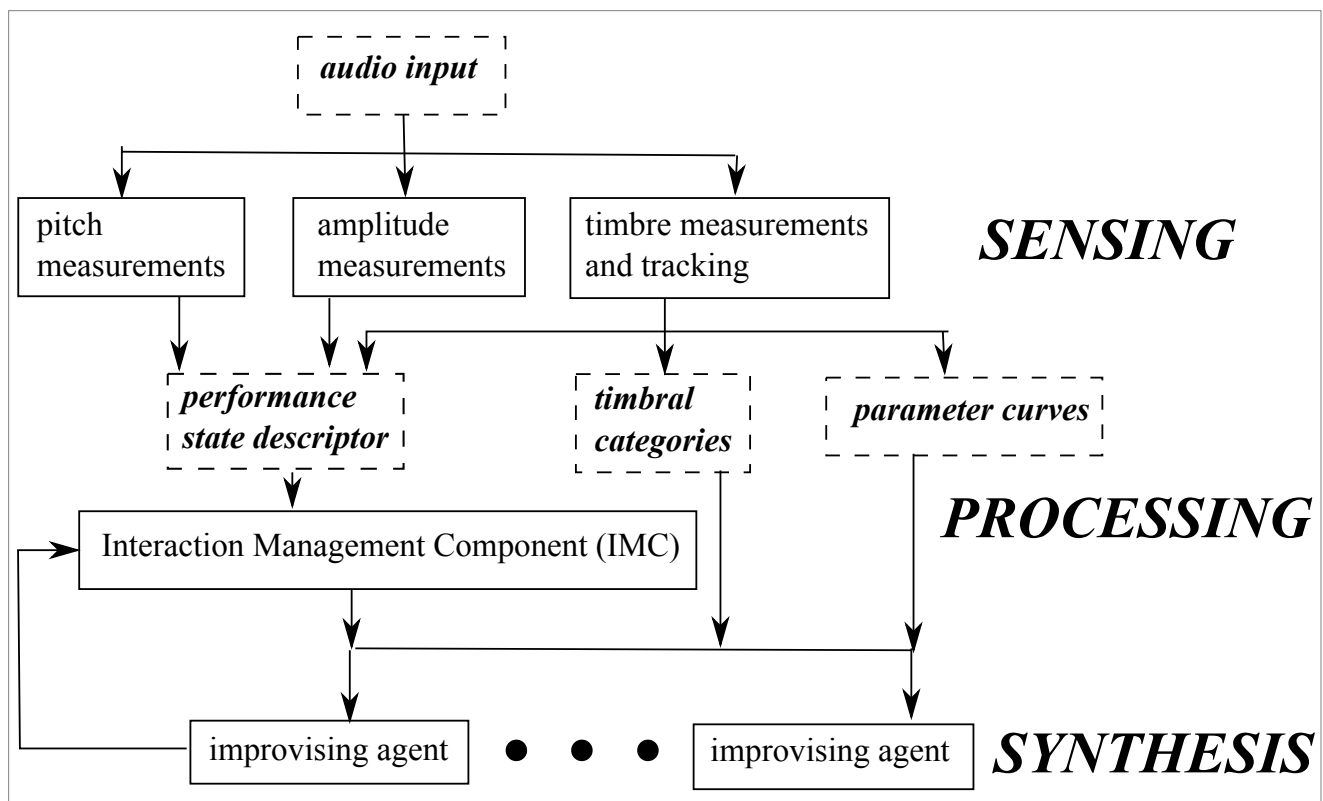 audio input
pitch
measurements
amplitude
measurements
timbre measurements
and tracking
SENSING
performance
state descriptor
timbral
categories
parameter curves
PROCESSING
Interaction Management Component (IMC)
improvising agent
improvising agent
SYNTHESIS